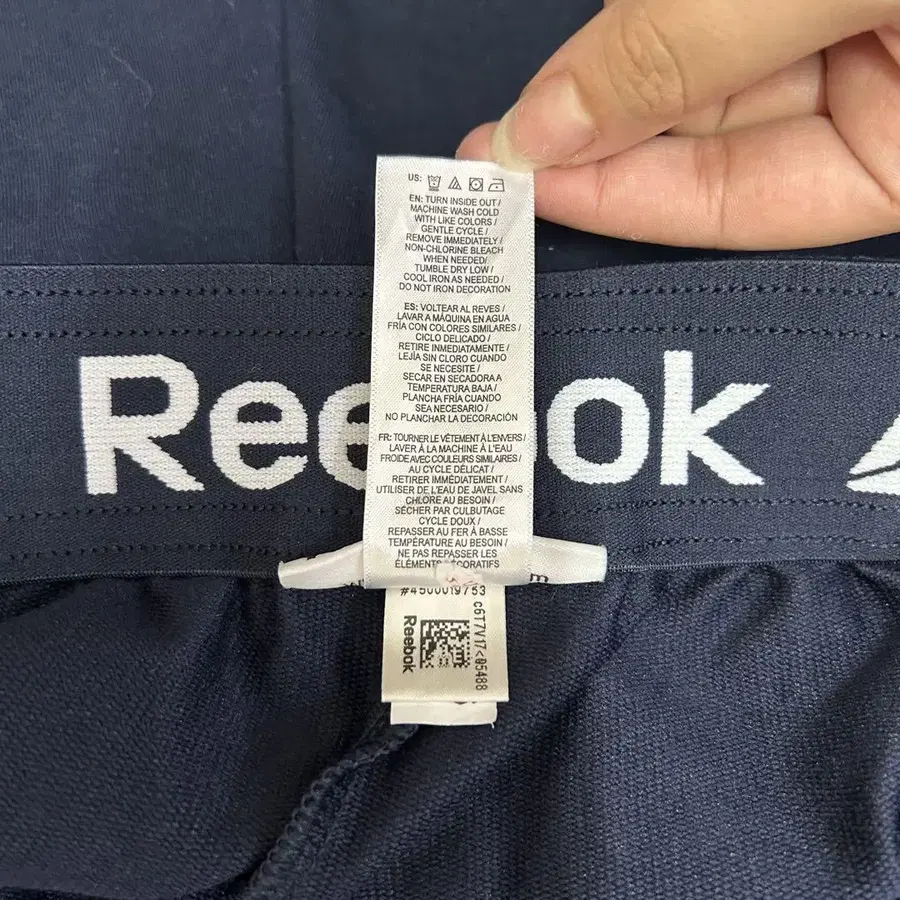 US:
EN: TURN INSIDE OUT /
MACHINE WASH COLD
WITH LIKE COLORS /
GENTLE CYCLE /
REMOVE IMMEDIATELY /
NON-CHLORINE BLEACH
WHEN NEEDED/
TUMBLE DRY LOW /
COOL IRON AS NEEDED /
DO NOT IRON DECORATION
ES: VOLTEAR AL REVES /
LAVAR A MÁQUINA EN AGUA
FRÍA CON COLORES SIMILARES /
CICLO DELICADO /
RETIRE INMEDIATAMENTE /
LEJÍA SIN CLORO CUANDO
SE NECESITE /
SECAR EN SECADORA A
TEMPERATURA BAJA /
PLANCHA FRÍA CUANDO
SEA NECESARIO /
NO PLANCHAR LA DECORACIÓN
FR: TOURNER LE VÊTEMENT À L'ENVERS /
LAVER À LA MACHINE À L'EAU
FROIDE AVEC COULEURS SIMILAIRES /
AU CYCLE DÉLICAT /
RETIRER IMMÉDIATEMENT /
UTILISER DE L'EAU DE JAVEL SANS
CHLORE AU BESOIN /
SÉCHER PAR CULBUTAGE
CYCLE DOUX /
REPASSER AU FER À BASSE
TEMPÉRATURE AU BESOIN /
NE PAS REPASSER LES
Reebok
#4500019753
Reebok
c6T7V17<05488